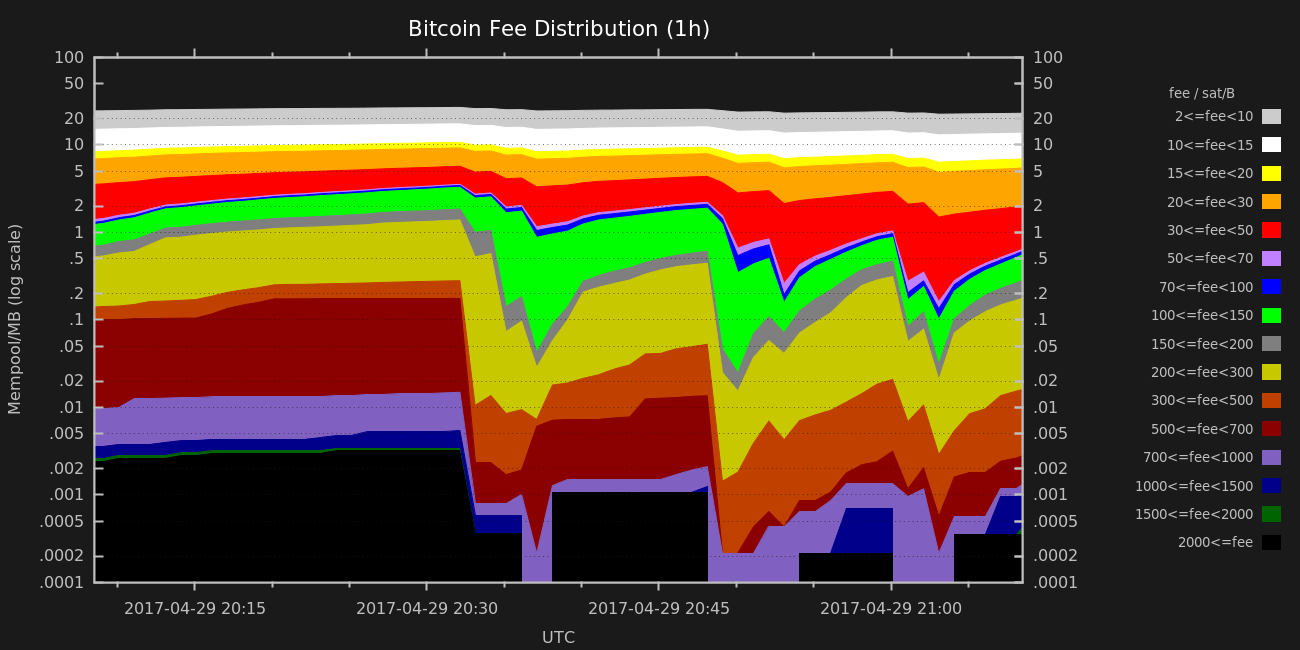 Bitcoin Fee Distribution (1h)
100 100
50 50
20 20
10 10
5 5
2 2
1 1
.5 .5
.2 .2
.1 .1
.05 .05
.02 .02
.01 .01
.005 .005
.002 .002
.001 .001
.0005 .0005
.0002 .0002
.0001 .0001
Mempool/MB (log scale)
2017-04-29 20:15 2017-04-29 20:30 2017-04-29 20:45 2017-04-29 21:00
UTC
fee / sat/B
2<=fee<10
10<=fee<15
15<=fee<20
20<=fee<30
30<=fee<50
50<=fee<70
70<=fee<100
100<=fee<150
150<=fee<200
200<=fee<300
300<=fee<500
500<=fee<700
700<=fee<1000
1000<=fee<1500
1500<=fee<2000
2000<=fee